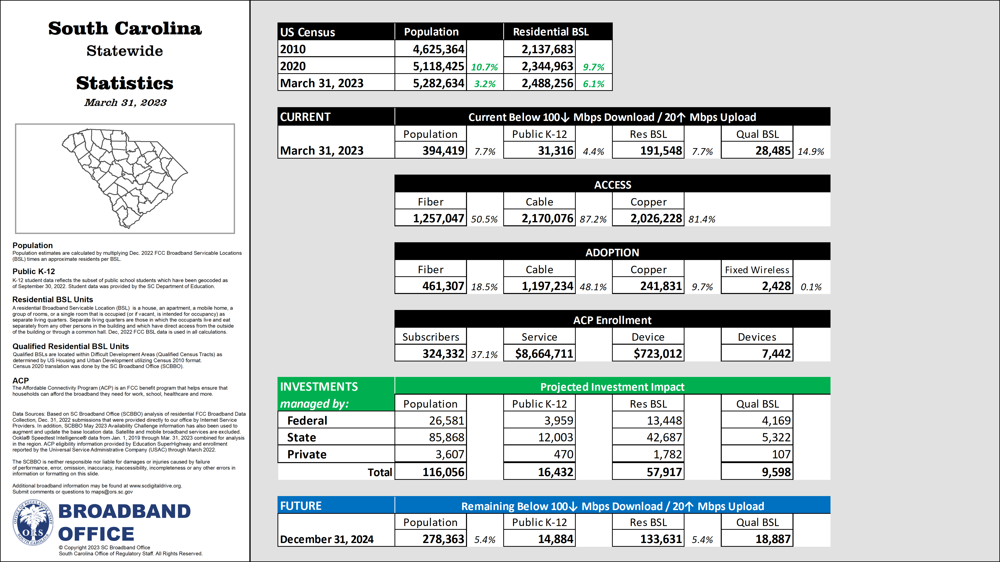 South Carolina
Statewide
Statistics
March 31, 2023
Population
Population estimates are calculated by multiplying Dec. 2022 FCC Broadband Servicable Locations
(BSL) times an approximate residents per BSL.
Public K-12
K-12 student data reflects the subset of public school students which have been geocoded as
of September 30, 2022. Student data was provided by the SC Department of Education.
Residential BSL Units
A residential Broadband Servicable Location (BSL) is a house, an apartment, a mobile home, a
group of rooms, or a single room that is occupied (or if vacant, is intended for occupancy) as
separate living quarters. Separate living quarters are those in which the occupants live and eat
separately from any other persons in the building and which have direct access from the outside
of the building or through a common hall. Dec, 2022 FCC BSL data is used in all calculations.
Qualified Residential BSL Units
Qualified BSLs are located within Difficult Development Areas (Qualified Census Tracts) as
determined by US Housing and Urban Development utilizing Census 2010 format.
Census 2020 translation was done by the SC Broadband Office (SCBBO).
ACP
The Affordable Connectivity Program (ACP) is an FCC benefit program that helps ensure that
households can afford the broadband they need for work, school, healthcare and more.
Data Sources: Based on SC Broadband Office (SCBBO) analysis of residential FCC Broadband Data
Collection, Dec. 31, 2022 submissions that were provided directly to our office by Internet Service
Providers. In addition, SCBBO May 2023 Availability Challenge information has also been used to
augment and update the base location data. Satellite and mobile broadband services are excluded.
Ookla® Speedtest Intelligence® data from Jan. 1, 2019 through Mar. 31, 2023 combined for analysis
in the region. ACP eligibility information provided by Education SuperHighway and enrollment
reported by the Universal Service Administrative Company (USAC) through March 2022.
The SCBBO is neither responsible nor liable for damages or injuries caused by failure
of performance, error, omission, inaccuracy, inaccessibility, incompleteness or any other errors in
information or formatting on this slide.
Additional broadband information may be found at www.scdigitaldrive.org.
Submit comments or questions to maps@ors.sc.gov
OFFICE OF REGULATORY STAFF
ORS
SOUTH CAROLINA
BROADBAND
OFFICE
© Copyright 2023 SC Broadband Office
South Carolina Office of Regulatory Staff. All Rights Reserved.
US Census Population Residential BSL
2010 4,625,364 2,137,683
2020 5,118,425 10.7% 2,344,963 9.7%
March 31, 2023 5,282,634 3.2% 2,488,256 6.1%
CURRENT Current Below 100↓ Mbps Download / 20↑ Mbps Upload
Population Public K-12 Res BSL Qual BSL
March 31, 2023 394,419 7.7% 31,316 4.4% 191,548 7.7% 28,485 14.9%
ACCESS
Fiber Cable Copper
1,257,047 50.5% 2,170,076 87.2% 2,026,228 81.4%
ADOPTION
Fiber Cable Copper Fixed Wireless
461,307 18.5% 1,197,234 48.1% 241,831 9.7% 2,428 0.1%
ACP Enrollment
Subscribers Service Device Devices
324,332 37.1% $8,664,711 $723,012 7,442
INVESTMENTS Projected Investment Impact
managed by: Population Public K-12 Res BSL Qual BSL
Federal 26,581 3,959 13,448 4,169
State 85,868 12,003 42,687 5,322
Private 3,607 470 1,782 107
Total 116,056 16,432 57,917 9,598
FUTURE Remaining Below 100↓ Mbps Download / 20↑ Mbps Upload
Population Public K-12 Res BSL Qual BSL
December 31, 2024 278,363 5.4% 14,884 133,631 5.4% 18,887